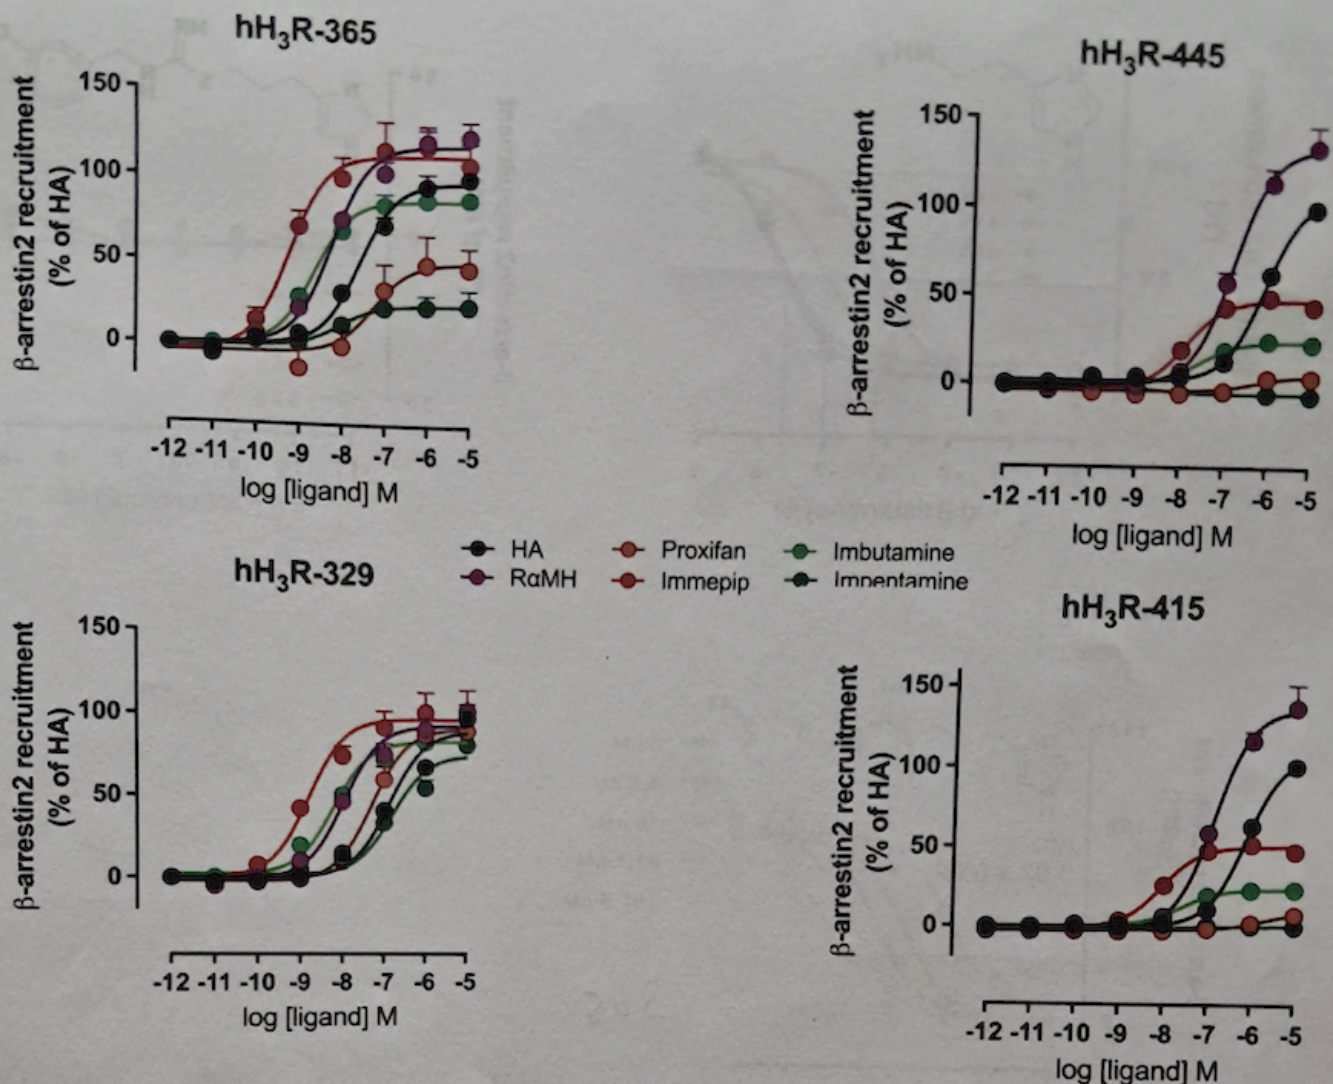 hH₃R-365
β-arrestin2 recruitment
(% of HA)
150
100
50
0
-12 -11 -10 -9 -8 -7 -6 -5
log [ligand] M
hH₃R-445
β-arrestin2 recruitment
(% of HA)
150
100
50
0
-12 -11 -10 -9 -8 -7 -6 -5
log [ligand] M
HA
RαMH
Proxifan
Immepip
Imbutamine
Impentamine
hH₃R-329
β-arrestin2 recruitment
(% of HA)
150
100
50
0
-12 -11 -10 -9 -8 -7 -6 -5
log [ligand] M
hH₃R-415
β-arrestin2 recruitment
(% of HA)
150
100
50
0
-12 -11 -10 -9 -8 -7 -6 -5
log [ligand] M